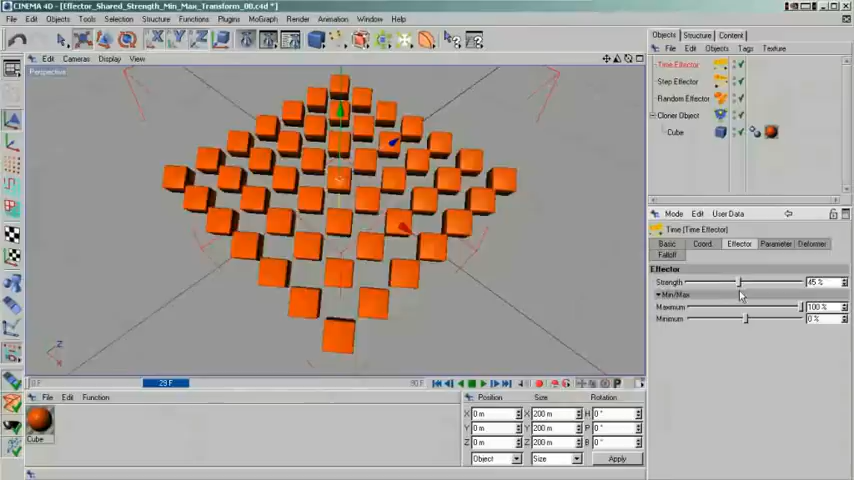 CINEMA 4D - [Effector_Shared_Strength_Min_Max_Transform_00.c4d *]
File Objects Tools Selection Structure Functions Plugins MoGraph Render Animation Window Help
Objects Structure Content
File Edit Objects Tags Texture
Edit Cameras Display View
Perspective
Time Effector
Step Effector
Random Effector
Cloner Object
Cube
Mode Edit User Data
Time [Time Effector]
Basic Coord. Effector Parameter Deformer
Falloff
Effector
Strength 45 %
Min/Max
Maximum 100 %
Minimum 0 %
Z
X
0 F 29 F 90 F
File Edit Function
Cube
Position Size Rotation
X 0 m X 200 m H 0 °
Y 0 m Y 200 m P 0 °
Z 0 m Z 200 m B 0 °
Object Size Apply